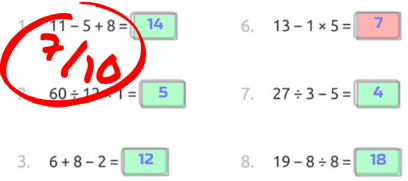 1. 11 – 5 + 8 = 14
7/10
2. 60 ÷ 12 × 1 = 5
3. 6 + 8 – 2 = 12
6. 13 – 1 × 5 = 7
7. 27 ÷ 3 – 5 = 4
8. 19 – 8 ÷ 8 = 18